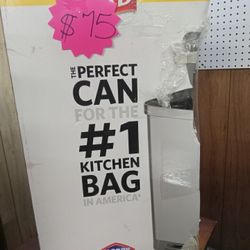 $75
THE PERFECT
CAN
FOR THE
#1
KITCHEN
BAG
IN AMERICA